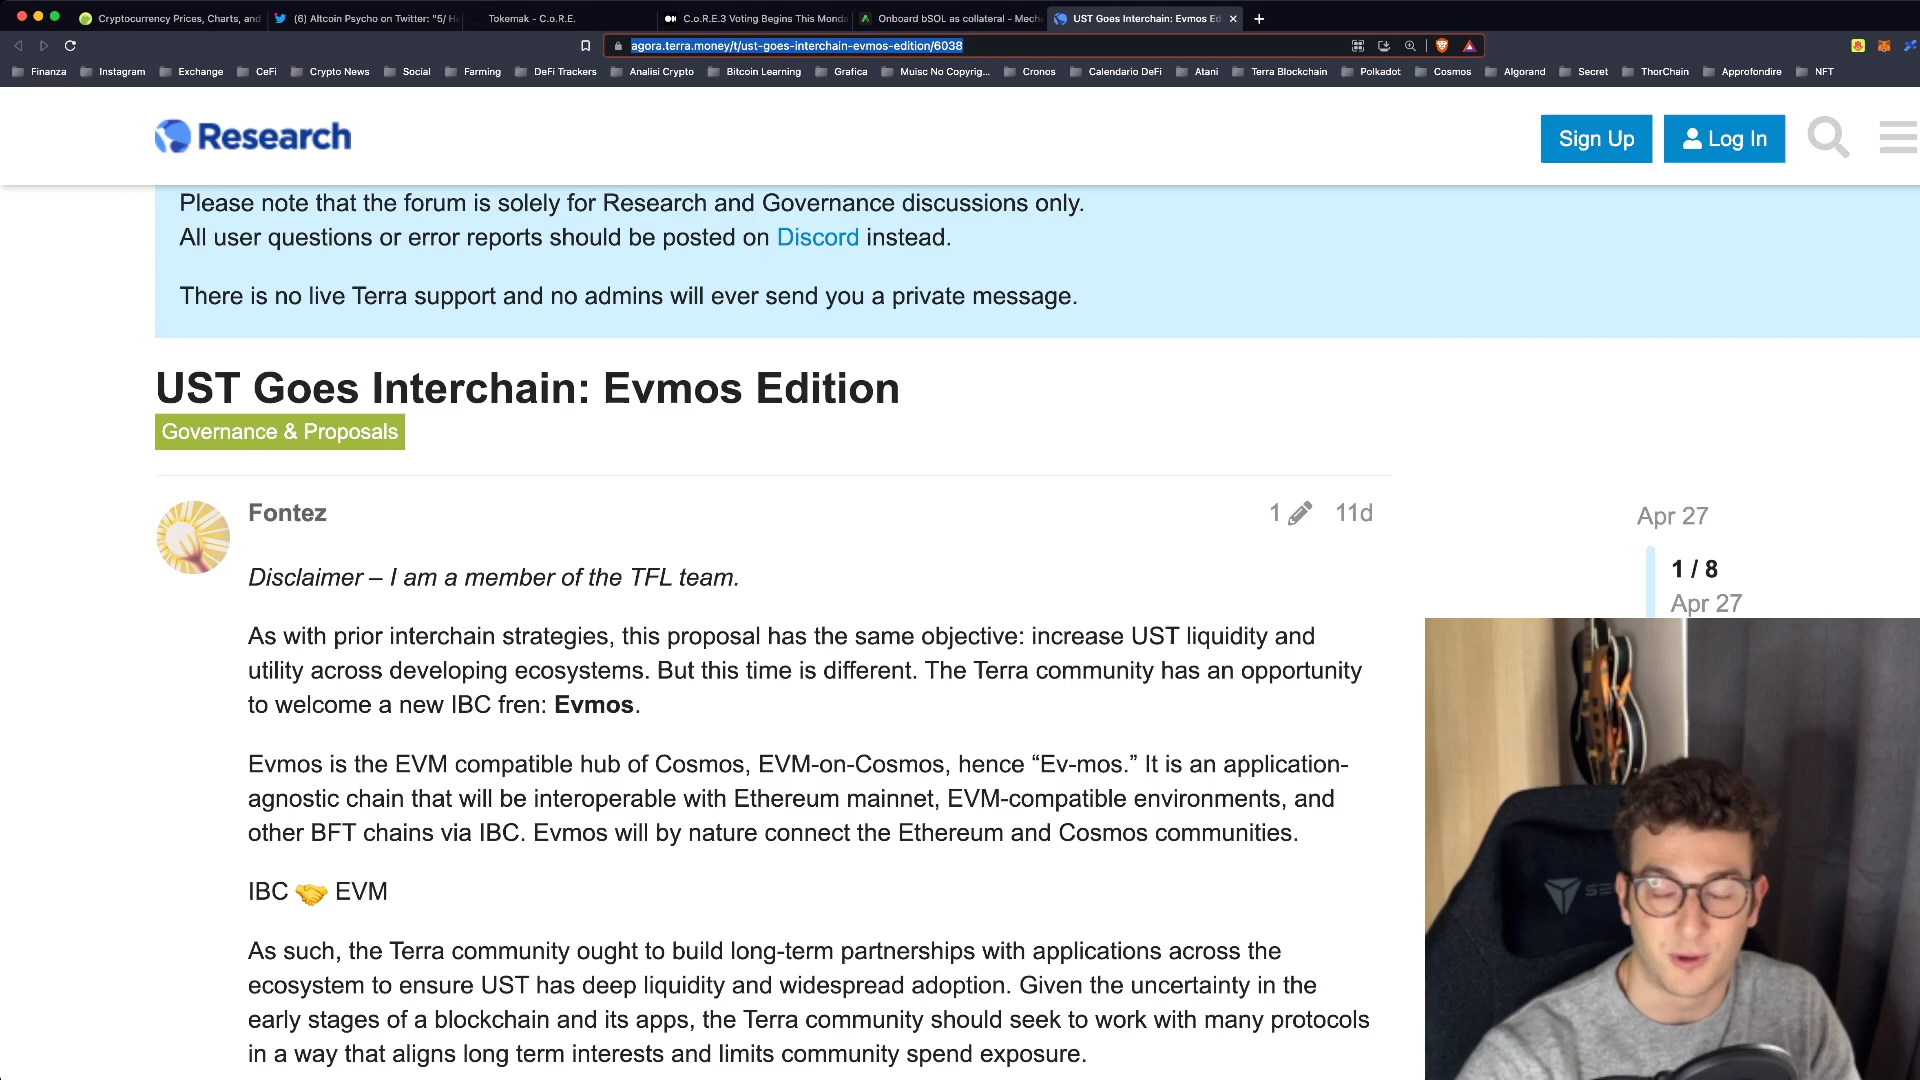 Cryptocurrency Prices, Charts, and
(6) Altcoin Psycho on Twitter: "5/ H
Tokemak - C.o.R.E.
C.o.R.E.3 Voting Begins This Monda
Onboard bSOL as collateral - Mech
UST Goes Interchain: Evmos Ed
agora.terra.money/t/ust-goes-interchain-evmos-edition/6038
Finanza
Instagram
Exchange
CeFi
Crypto News
Social
Farming
DeFi Trackers
Analisi Crypto
Bitcoin Learning
Grafica
Muisc No Copyrig...
Cronos
Calendario DeFi
Atani
Terra Blockchain
Polkadot
Cosmos
Algorand
Secret
ThorChain
Approfondire
NFT
Research
Sign Up
Log In
Please note that the forum is solely for Research and Governance discussions only.
All user questions or error reports should be posted on Discord instead.
There is no live Terra support and no admins will ever send you a private message.
UST Goes Interchain: Evmos Edition
Governance & Proposals
Fontez
1
11d
Apr 27
1 / 8
Apr 27
Disclaimer – I am a member of the TFL team.
As with prior interchain strategies, this proposal has the same objective: increase UST liquidity and
utility across developing ecosystems. But this time is different. The Terra community has an opportunity
to welcome a new IBC fren: Evmos.
Evmos is the EVM compatible hub of Cosmos, EVM-on-Cosmos, hence “Ev-mos.” It is an application-
agnostic chain that will be interoperable with Ethereum mainnet, EVM-compatible environments, and
other BFT chains via IBC. Evmos will by nature connect the Ethereum and Cosmos communities.
IBC 🤝 EVM
As such, the Terra community ought to build long-term partnerships with applications across the
ecosystem to ensure UST has deep liquidity and widespread adoption. Given the uncertainty in the
early stages of a blockchain and its apps, the Terra community should seek to work with many protocols
in a way that aligns long term interests and limits community spend exposure.